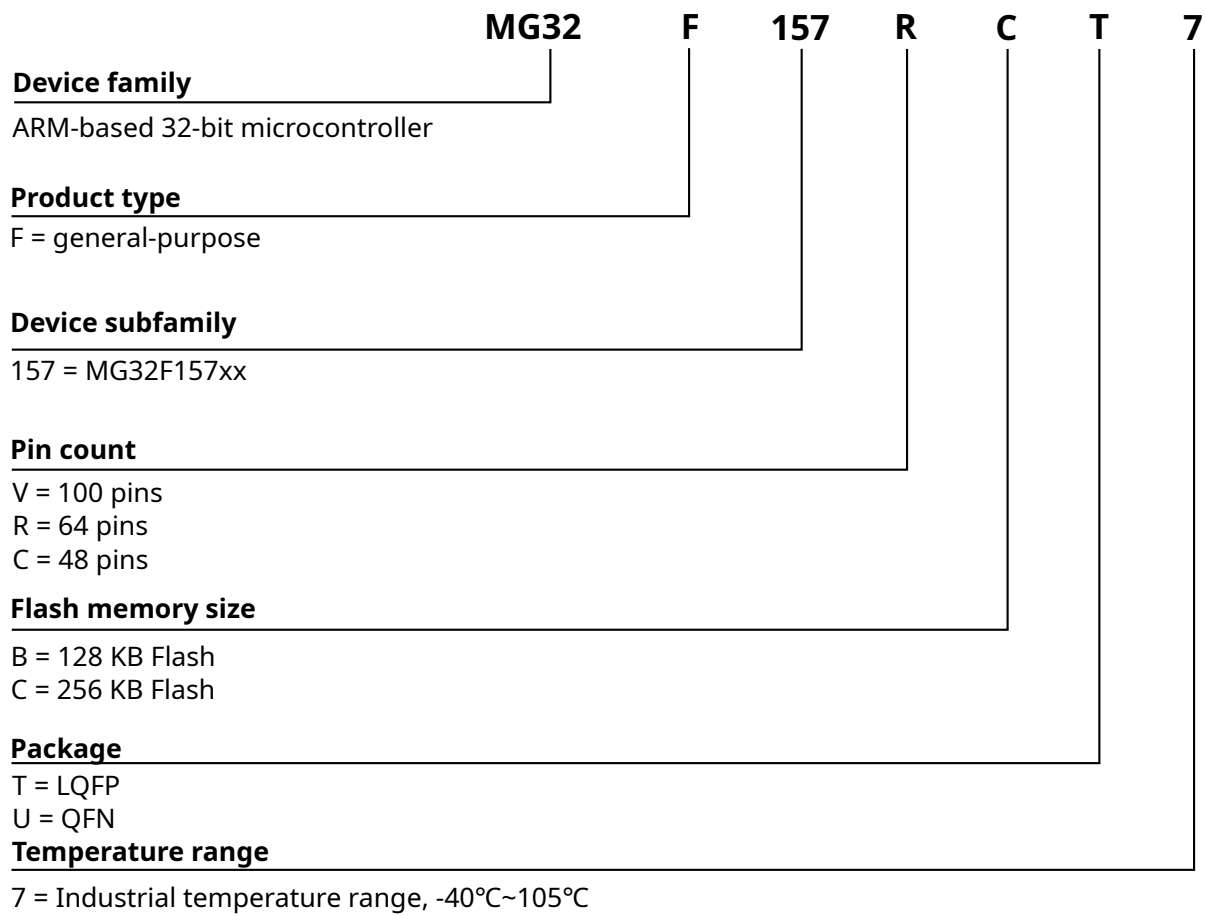 MG32 F 157 R C T 7
Device family
ARM-based 32-bit microcontroller
Product type
F = general-purpose
Device subfamily
157 = MG32F157xx
Pin count
V = 100 pins
R = 64 pins
C = 48 pins
Flash memory size
B = 128 KB Flash
C = 256 KB Flash
Package
T = LQFP
U = QFN
Temperature range
7 = Industrial temperature range, -40℃~105℃